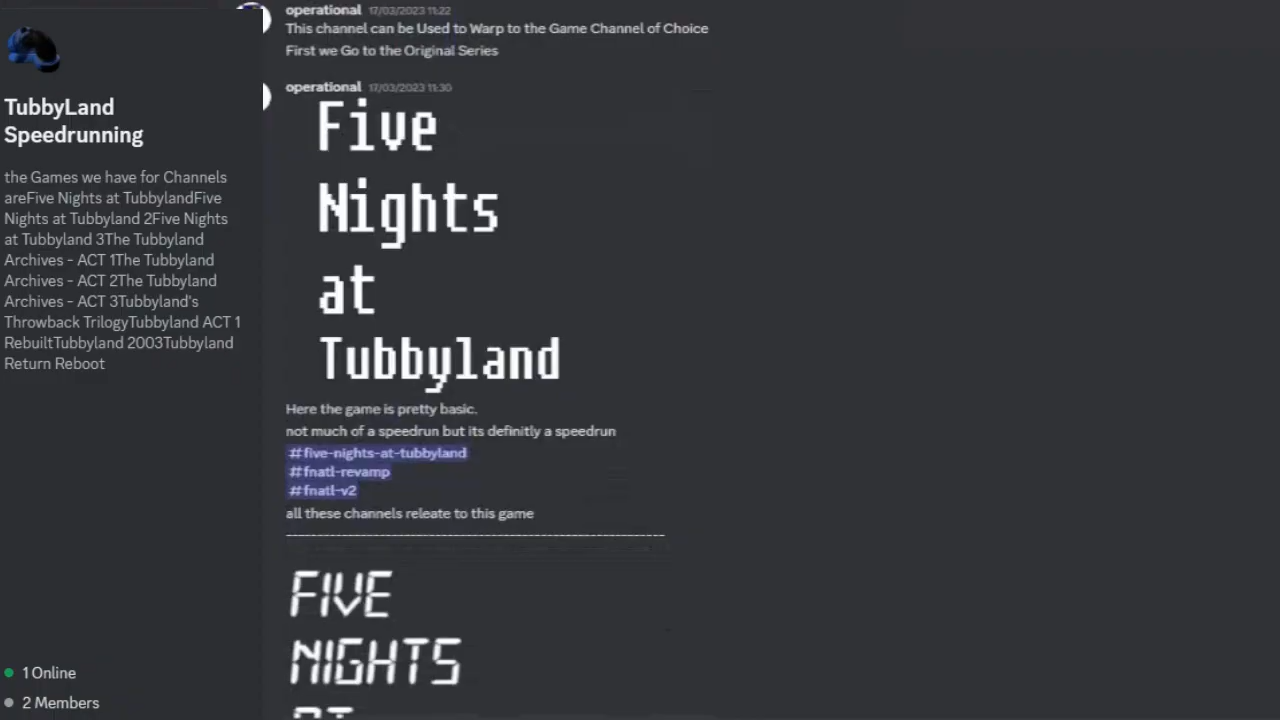 TubbyLand
Speedrunning
the Games we have for Channels
areFive Nights at TubbylandFive
Nights at Tubbyland 2Five Nights
at Tubbyland 3The Tubbyland
Archives - ACT 1The Tubbyland
Archives - ACT 2The Tubbyland
Archives - ACT 3Tubbyland's
Throwback TrilogyTubbyland ACT 1
RebuiltTubbyland 2003Tubbyland
Return Reboot
1 Online
2 Members
operational 17/03/2023 11:22
This channel can be Used to Warp to the Game Channel of Choice
First we Go to the Original Series
operational 17/03/2023 11:30
Five
Nights
at
Tubbyland
Here the game is pretty basic.
not much of a speedrun but its definitly a speedrun
#five-nights-at-tubbyland
#fnatl-revamp
#fnatl-v2
all these channels releate to this game
FIVE
NIGHTS
AT